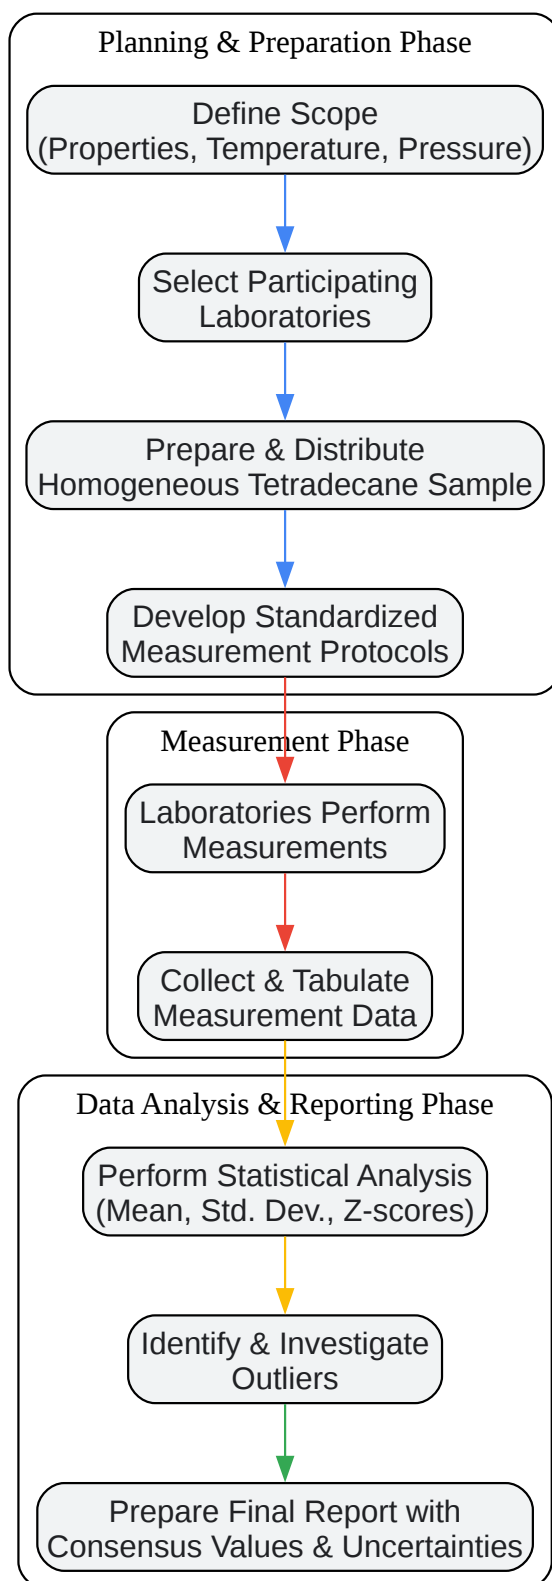 Planning & Preparation Phase
Define Scope
(Properties, Temperature, Pressure)
Select Participating
Laboratories
Prepare & Distribute
Homogeneous Tetradecane Sample
Develop Standardized
Measurement Protocols
Measurement Phase
Laboratories Perform
Measurements
Collect & Tabulate
Measurement Data
Data Analysis & Reporting Phase
Perform Statistical Analysis
(Mean, Std. Dev., Z-scores)
Identify & Investigate
Outliers
Prepare Final Report with
Consensus Values & Uncertainties